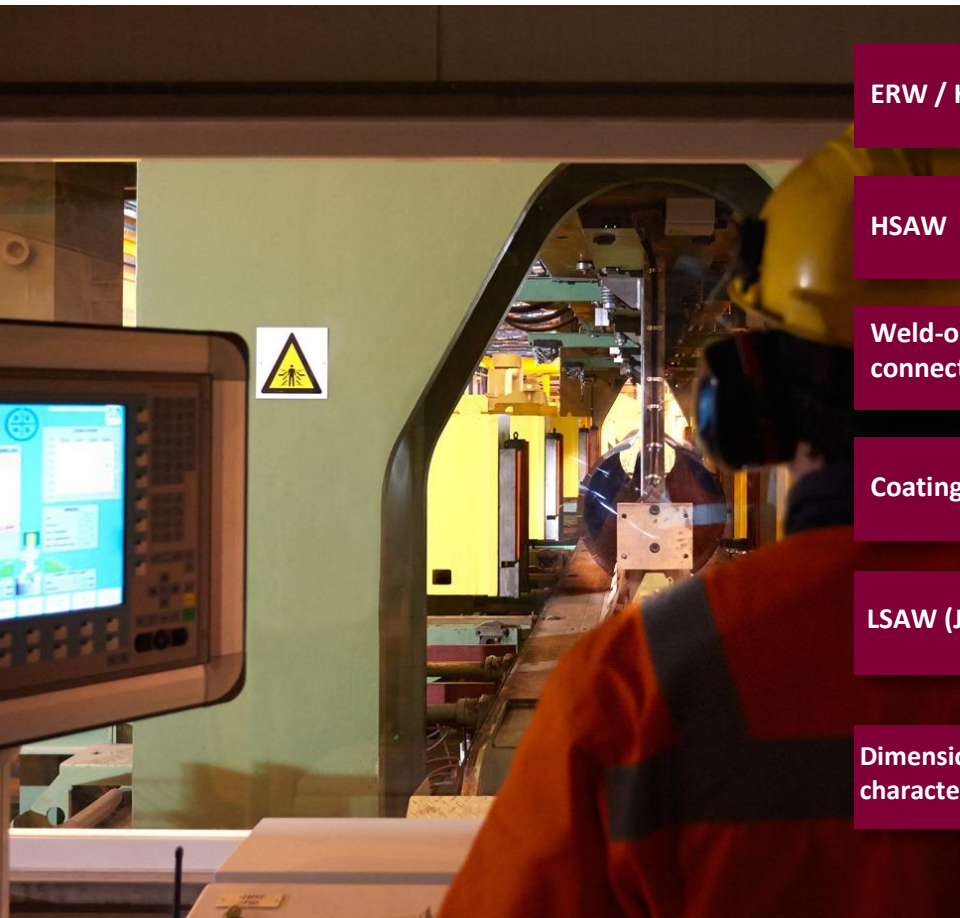 ERW / H
HSAW
Weld-o
connect
Coating
LSAW (J
Dimensio
characte